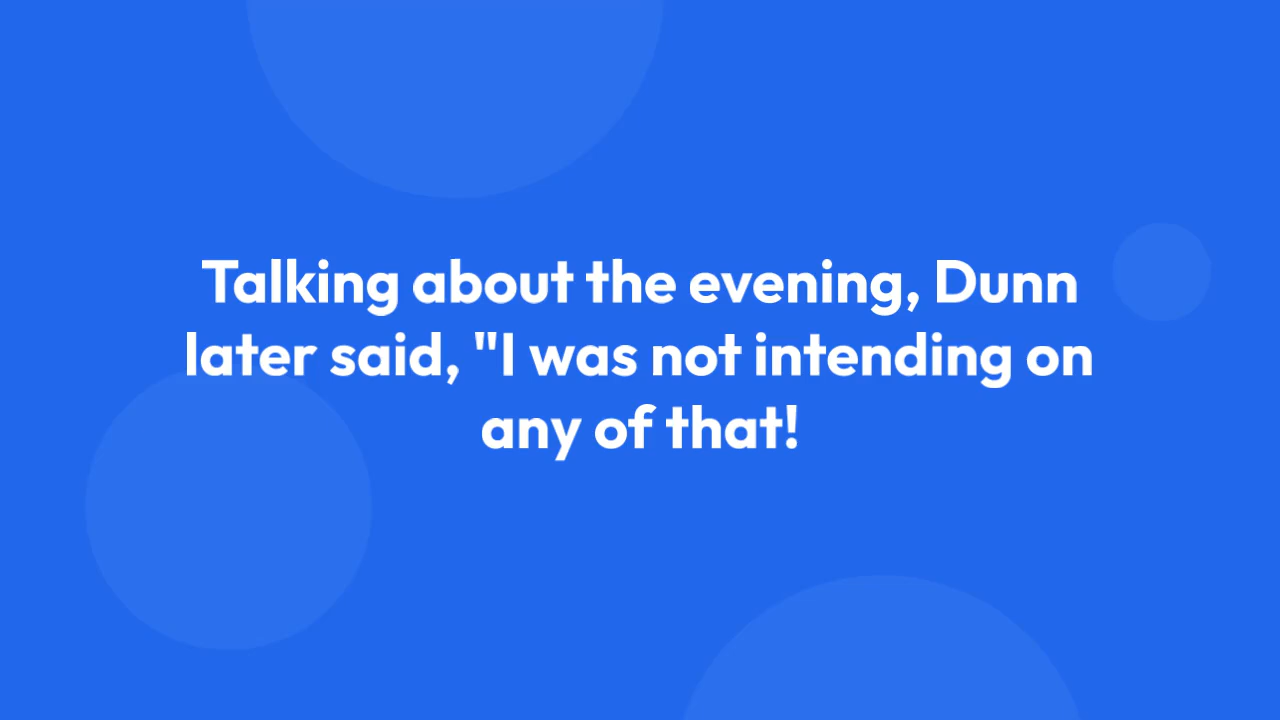 Talking about the evening, Dunn
later said, "I was not intending on
any of that!